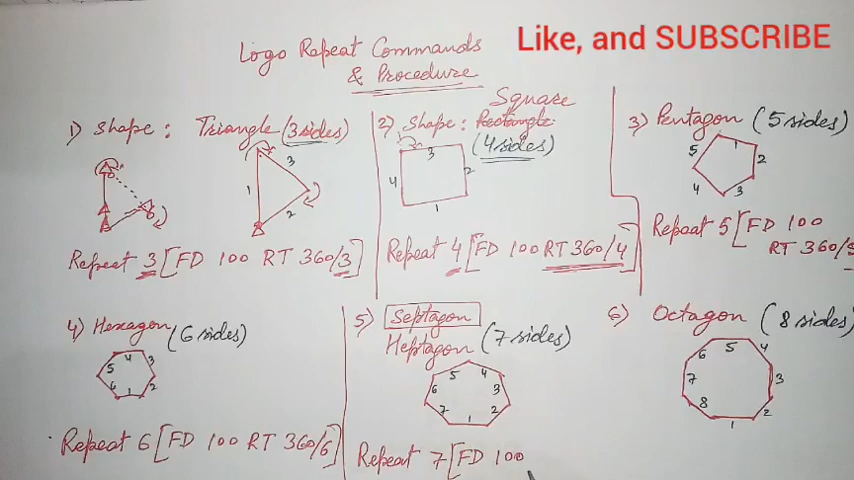 Like, and SUBSCRIBE
Logo Repeat Commands
& Procedure
1) Shape: Triangle (3 sides)
1
2
3
Repeat 3 [FD 100 RT 360/3]
Square
2) Shape: Rectangle
(4 sides)
3
4
2
1
Repeat 4 [FD 100 RT 360/4]
3) Pentagon (5 sides)
5
1
2
4
3
Repeat 5 [FD 100
RT 360/5
4) Hexagon (6 sides)
5
4
3
6
1
2
Repeat 6 [FD 100 RT 360/6]
5) Septagon
Heptagon (7 sides)
5
4
6
3
7
1
2
Repeat 7 [FD 100
6) Octagon (8 sides)
6
5
4
7
3
8
1
2